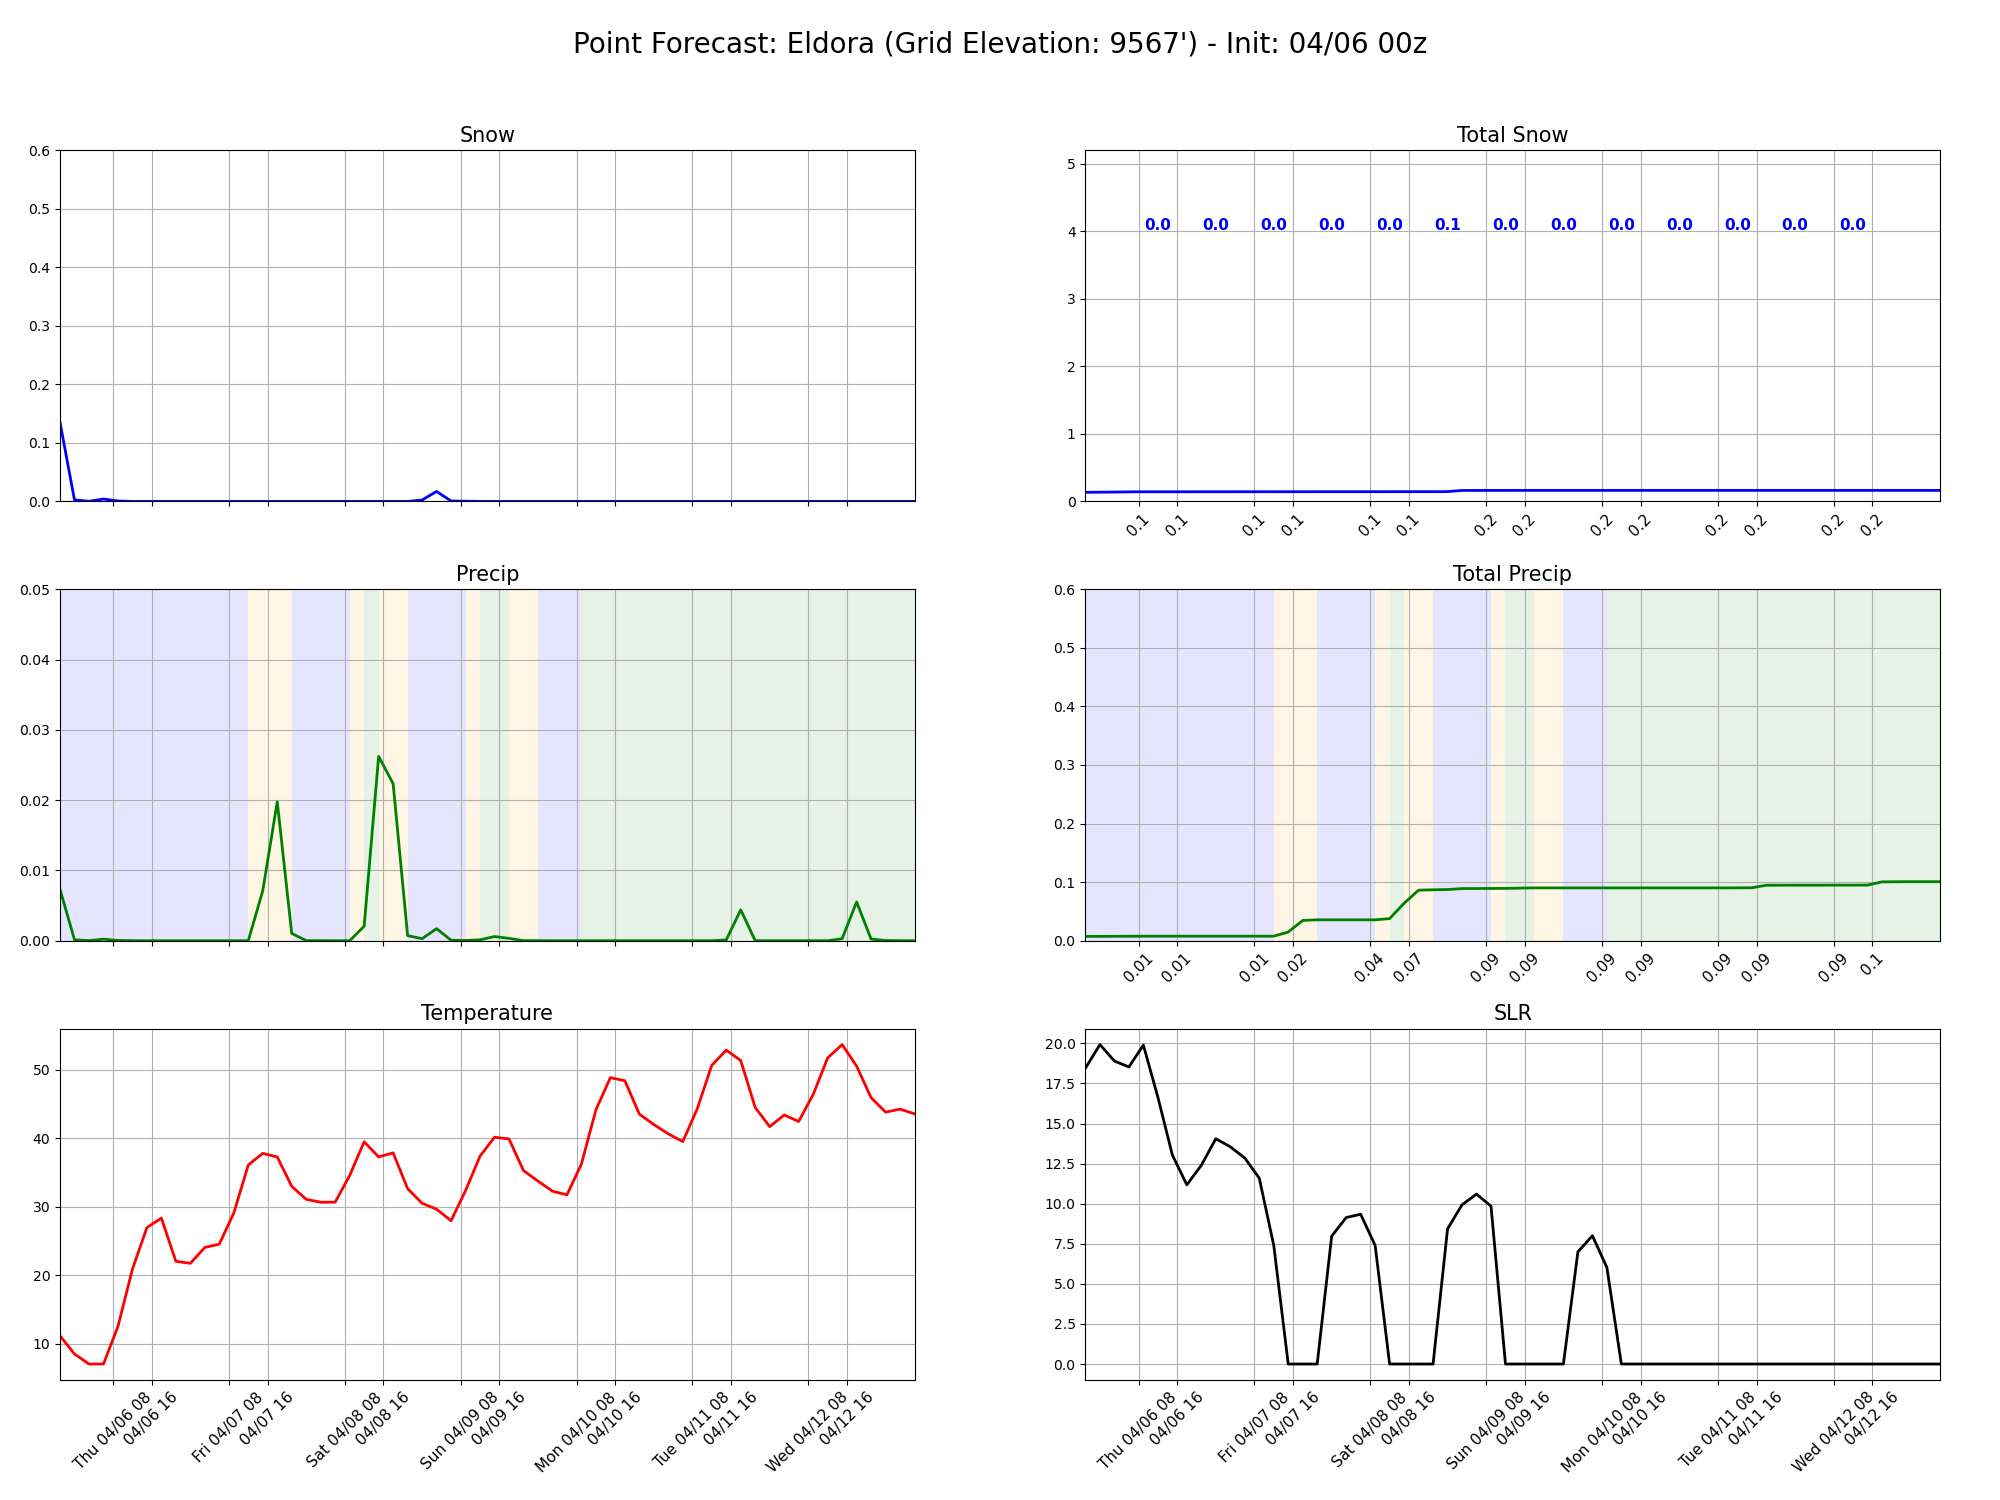 Point Forecast: Eldora (Grid Elevation: 9567') - Init: 04/06 00z
Snow
0.6
0.5
0.4
0.3
0.2
0.1
0.0
Total Snow
5
4
3
2
1
0
0.0 0.0 0.0 0.0 0.0 0.1 0.0 0.0 0.0 0.0 0.0 0.0 0.0
0.1 0.1 0.1 0.1 0.1 0.1 0.2 0.2 0.2 0.2 0.2 0.2 0.2 0.2
Precip
0.05
0.04
0.03
0.02
0.01
0.00
Total Precip
0.6
0.5
0.4
0.3
0.2
0.1
0.0
0.01 0.01 0.01 0.02 0.04 0.07 0.09 0.09 0.09 0.09 0.09 0.09 0.09 0.1
Temperature
50
40
30
20
10
Thu 04/06 08
04/06 16
Fri 04/07 08
04/07 16
Sat 04/08 08
04/08 16
Sun 04/09 08
04/09 16
Mon 04/10 08
04/10 16
Tue 04/11 08
04/11 16
Wed 04/12 08
04/12 16
SLR
20.0
17.5
15.0
12.5
10.0
7.5
5.0
2.5
0.0
Thu 04/06 08
04/06 16
Fri 04/07 08
04/07 16
Sat 04/08 08
04/08 16
Sun 04/09 08
04/09 16
Mon 04/10 08
04/10 16
Tue 04/11 08
04/11 16
Wed 04/12 08
04/12 16